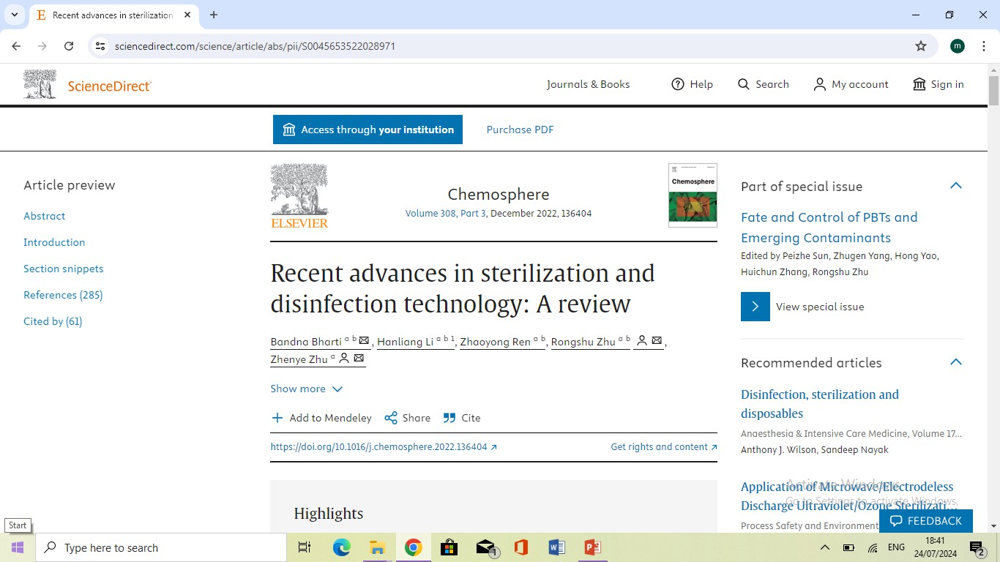 Recent advances in sterilization
sciencedirect.com/science/article/abs/pii/S0045653522028971
m
ScienceDirect
Journals & Books
Help
Search
My account
Sign in
Access through your institution
Purchase PDF
Article preview
Abstract
Introduction
Section snippets
References (285)
Cited by (61)
ELSEVIER
Chemosphere
Volume 308, Part 3, December 2022, 136404
Chemosphere
Recent advances in sterilization and
disinfection technology: A review
Bandna Bharti a b, Hanliang Li a b 1, Zhaoyong Ren a b, Rongshu Zhu a b,
Zhenye Zhu a
Show more
Add to Mendeley
Share
Cite
https://doi.org/10.1016/j.chemosphere.2022.136404
Get rights and content
Highlights
Part of special issue
Fate and Control of PBTs and
Emerging Contaminants
Edited by Peizhe Sun, Zhugen Yang, Hong Yao,
Huichun Zhang, Rongshu Zhu
View special issue
Recommended articles
Disinfection, sterilization and
disposables
Anaesthesia & Intensive Care Medicine, Volume 17...
Anthony J. Wilson, Sandeep Nayak
Application of Microwave/Electrodeless
Discharge Ultraviolet/Ozone Sterilizati...
Process Safety and Environment
Activate Windows
Go to Settings to activate Windows.
FEEDBACK
Start
Type here to search
1
ENG
18:41
24/07/2024
2